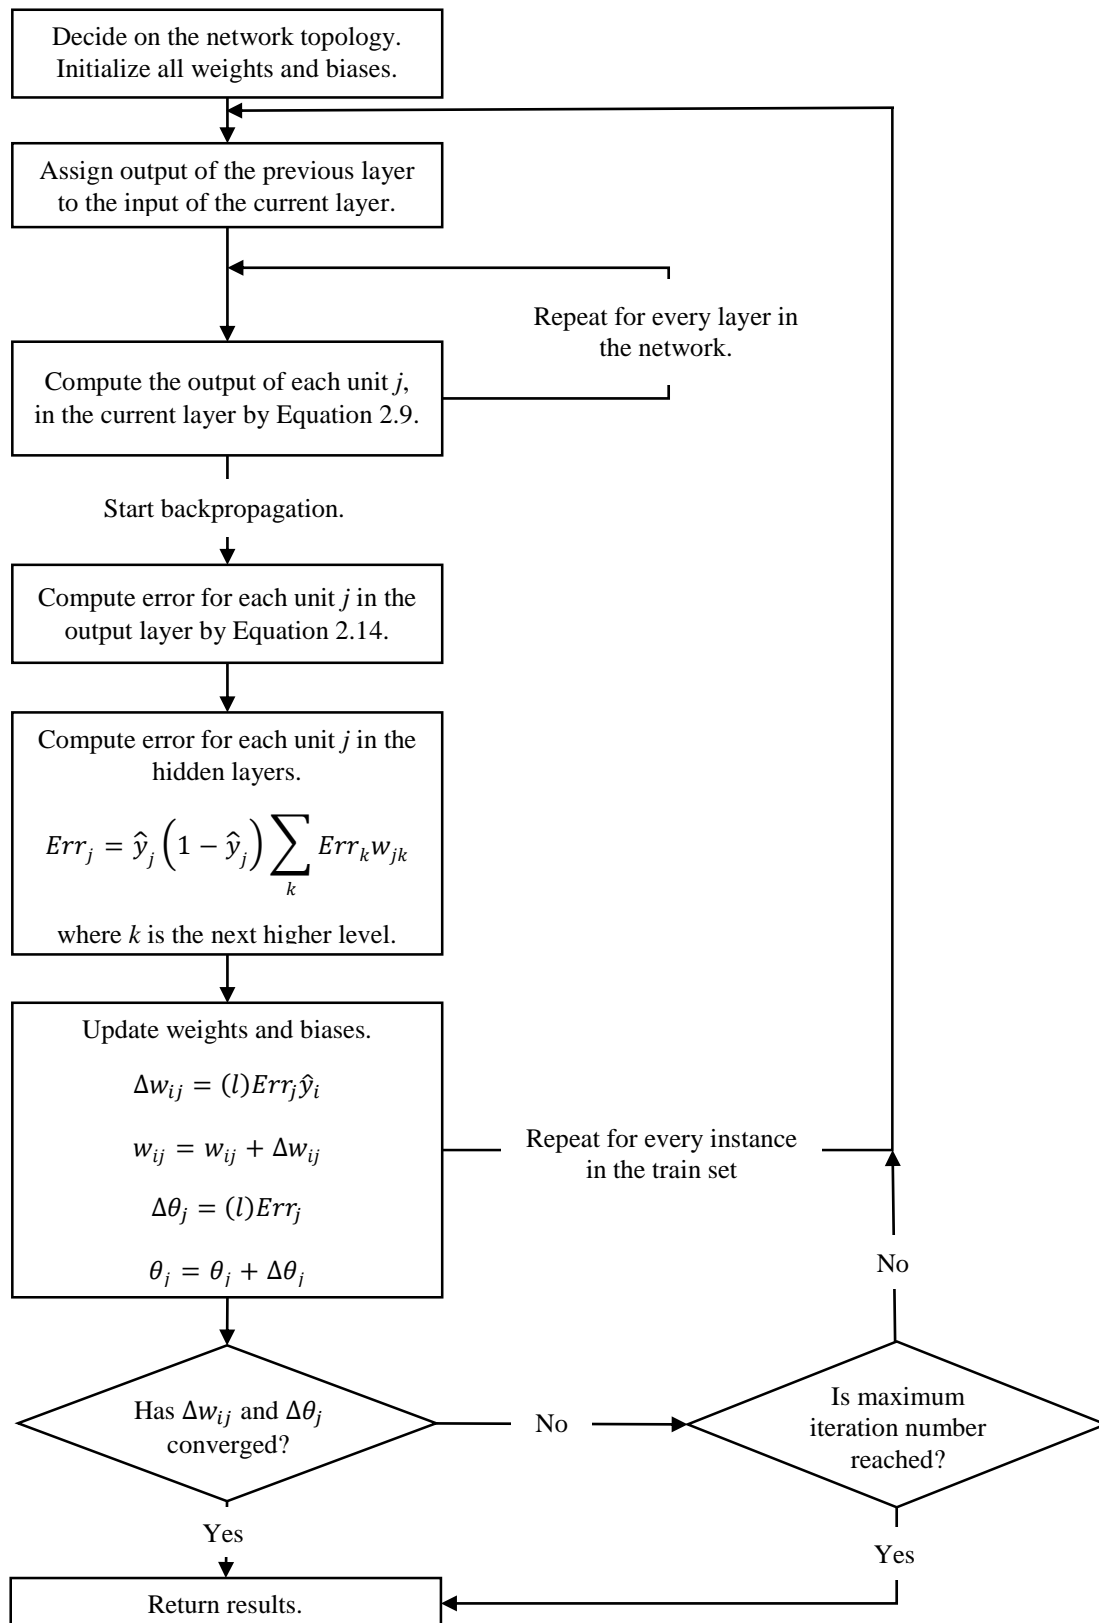 Decide on the network topology.
Initialize all weights and biases.
Assign output of the previous layer
to the input of the current layer.
Repeat for every layer in
the network.
Compute the output of each unit j,
in the current layer by Equation 2.9.
Start backpropagation.
Compute error for each unit j in the
output layer by Equation 2.14.
Compute error for each unit j in the
hidden layers.
Err_j = ŷ_j (1 − ŷ_j) ∑_k Err_k w_jk
where k is the next higher level.
Update weights and biases.
Δw_ij = (l)Err_j ŷ_i
w_ij = w_ij + Δw_ij
Δθ_j = (l)Err_j
θ_j = θ_j + Δθ_j
Repeat for every instance
in the train set
No
Has Δw_ij and Δθ_j
converged?
No
Is maximum
iteration number
reached?
Yes
Yes
Return results.